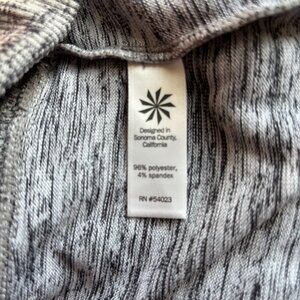 Designed in
Sonoma County,
California
96% polyester,
4% spandex
RN #54023